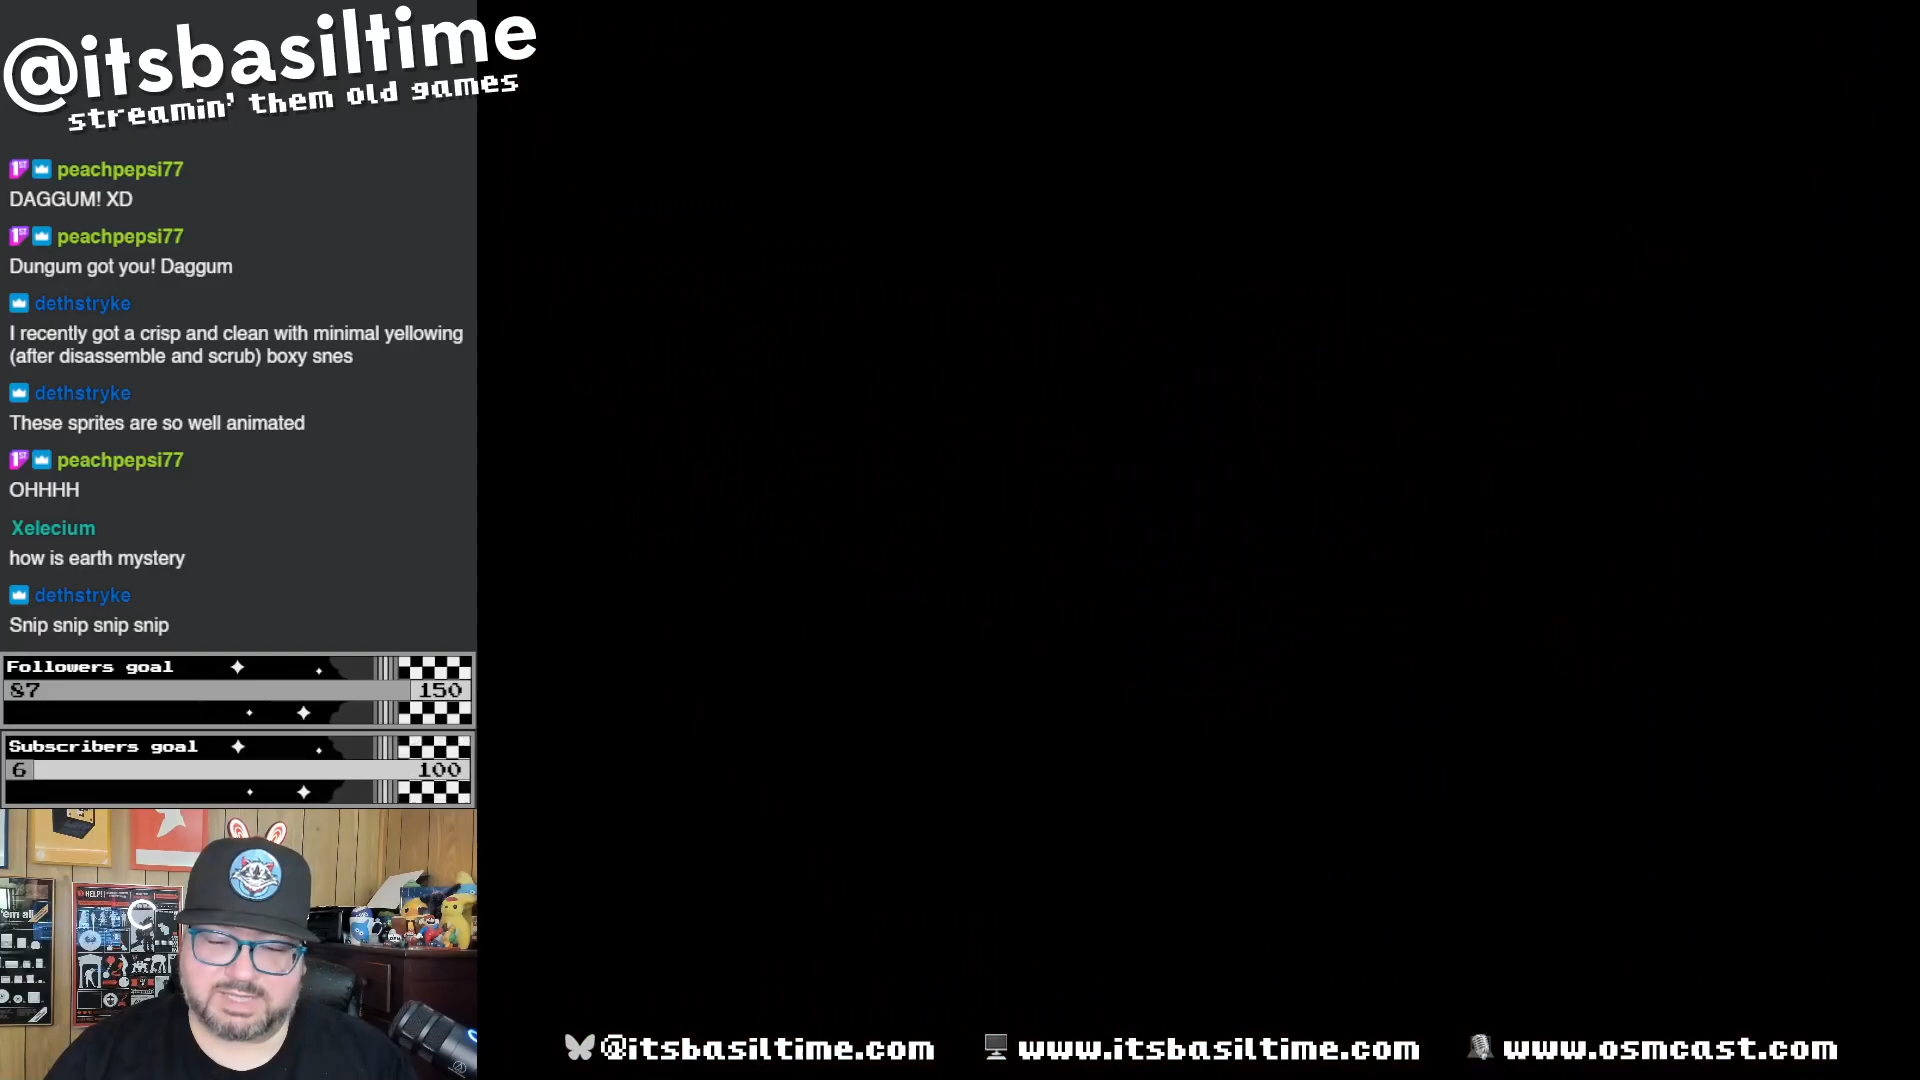 @itsbasiltime
streamin' them old games
peachpepsi77
DAGGUM! XD
peachpepsi77
Dungum got you! Daggum
dethstryke
I recently got a crisp and clean with minimal yellowing
(after disassemble and scrub) boxy snes
dethstryke
These sprites are so well animated
peachpepsi77
OHHHH
Xelecium
how is earth mystery
dethstryke
Snip snip snip snip
Followers goal
87 150
Subscribers goal
6 100
HELP!
'em all
@itsbasiltime.com
www.itsbasiltime.com
www.osmcast.com